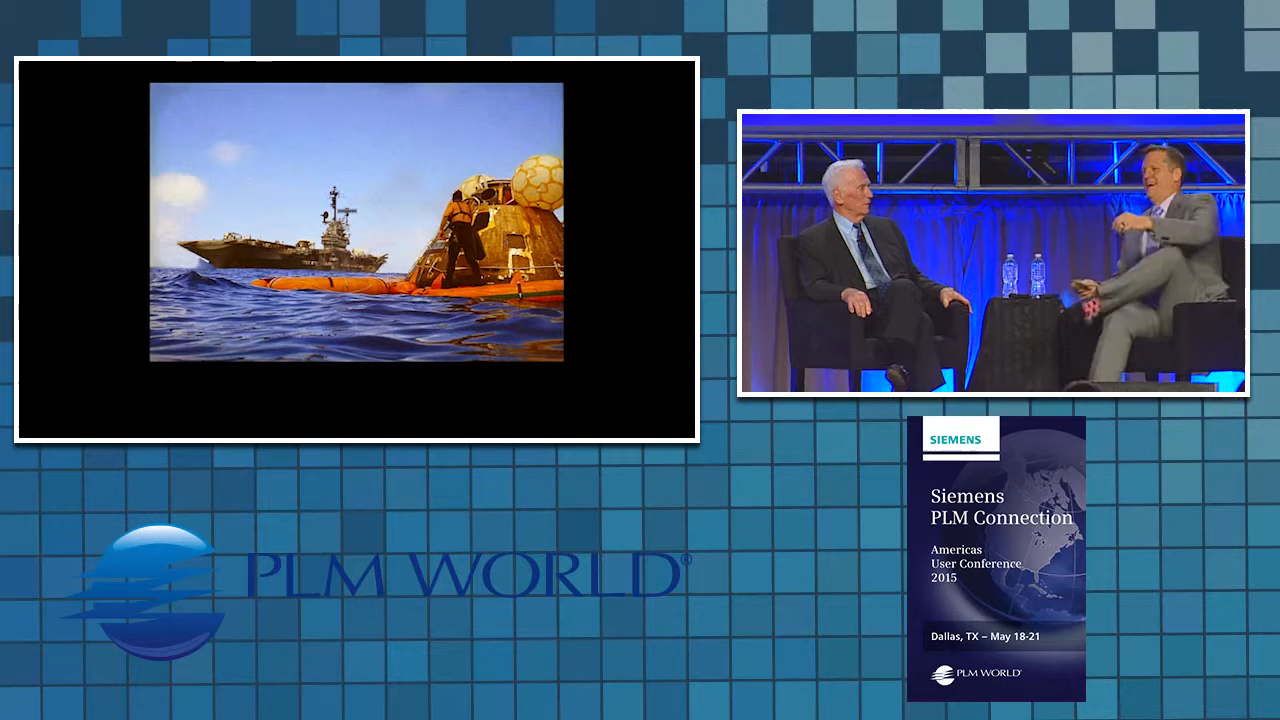 PLM WORLD®
SIEMENS
Siemens
PLM Connection
Americas
User Conference
2015
Dallas, TX – May 18-21
PLM WORLD